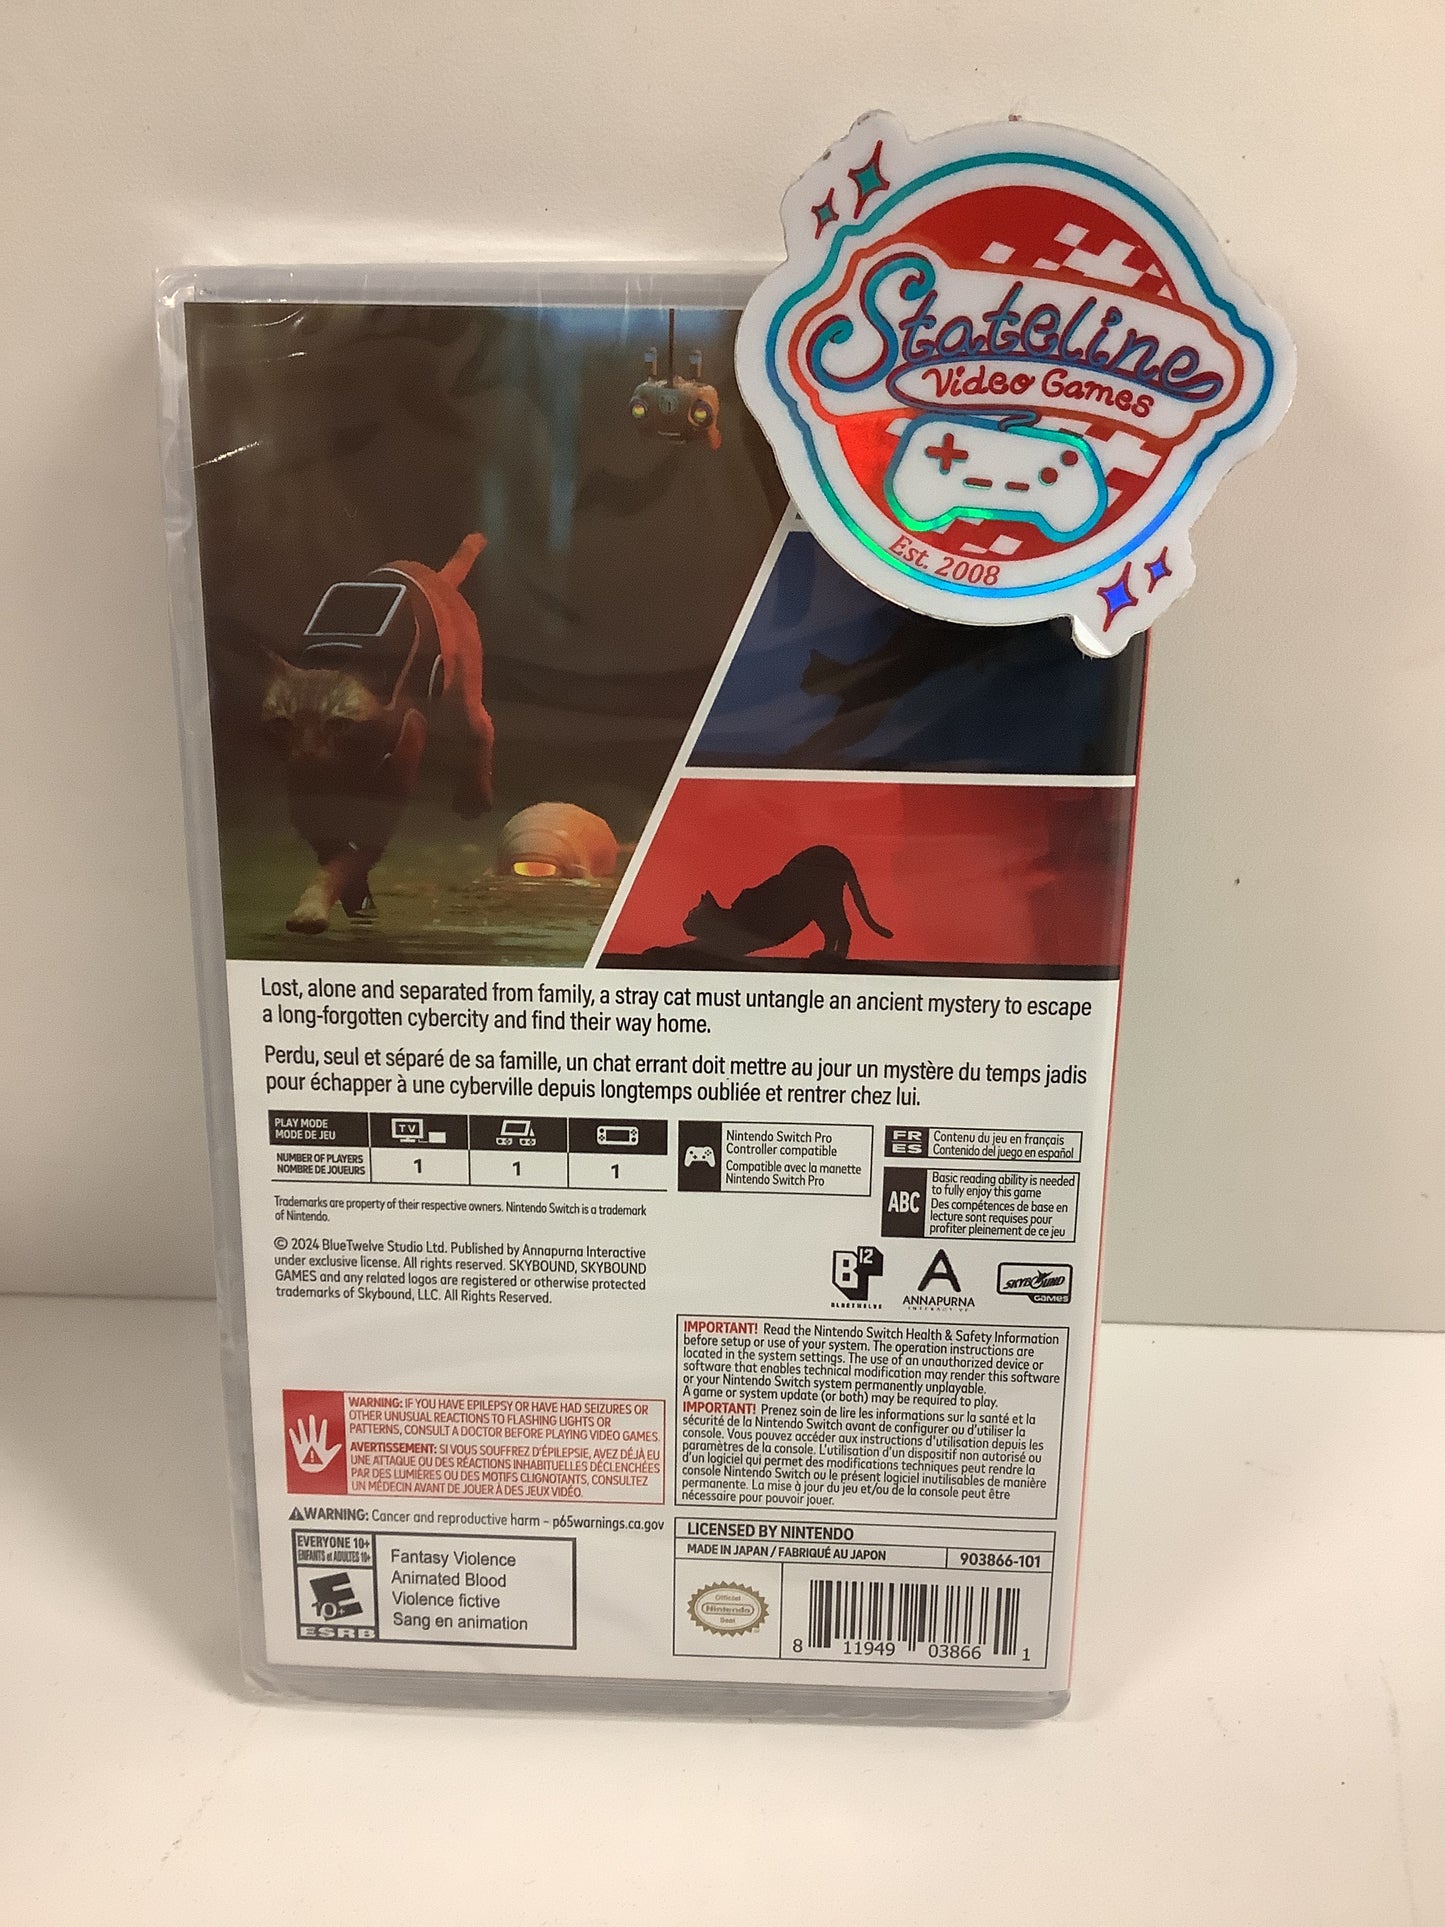 Stateline
Video Games
Est. 2008
Lost, alone and separated from family, a stray cat must untangle an ancient mystery to escape
a long-forgotten cybercity and find their way home.
Perdu, seul et séparé de sa famille, un chat errant doit mettre au jour un mystère du temps jadis
pour échapper à une cyberville depuis longtemps oubliée et rentrer chez lui.
PLAY MODE
MODE DE JEU
TV
NUMBER OF PLAYERS
NOMBRE DE JOUEURS
1
1
1
Nintendo Switch Pro
Controller compatible
Compatible avec la manette
Nintendo Switch Pro
FR
ES
Contenu du jeu en français
Contenido del juego en español
ABC
Basic reading ability is needed
to fully enjoy this game
Des compétences de base en
lecture sont requises pour
profiter pleinement de ce jeu
Trademarks are property of their respective owners. Nintendo Switch is a trademark
of Nintendo.
© 2024 BlueTwelve Studio Ltd. Published by Annapurna Interactive
under exclusive license. All rights reserved. SKYBOUND, SKYBOUND
GAMES and any related logos are registered or otherwise protected
trademarks of Skybound, LLC. All Rights Reserved.
B12
BLUETWELVE
A
ANNAPURNA
INTERACTIVE
SKYBOUND
GAMES
IMPORTANT! Read the Nintendo Switch Health & Safety Information
before setup or use of your system. The operation instructions are
located in the system settings. The use of an unauthorized device or
software that enables technical modification may render this software
or your Nintendo Switch system permanently unplayable.
A game or system update (or both) may be required to play.
IMPORTANT! Prenez soin de lire les informations sur la santé et la
sécurité de la Nintendo Switch avant de configurer ou d'utiliser la
console. Vous pouvez accéder aux instructions d'utilisation depuis les
paramètres de la console. L'utilisation d'un dispositif non autorisé ou
d'un logiciel qui permet des modifications techniques peut rendre la
console Nintendo Switch ou le présent logiciel inutilisables de manière
permanente. La mise à jour du jeu et/ou de la console peut être
nécessaire pour pouvoir jouer.
WARNING: IF YOU HAVE EPILEPSY OR HAVE HAD SEIZURES OR
OTHER UNUSUAL REACTIONS TO FLASHING LIGHTS OR
PATTERNS, CONSULT A DOCTOR BEFORE PLAYING VIDEO GAMES.
AVERTISSEMENT: SI VOUS SOUFFREZ D'ÉPILEPSIE, AVEZ DÉJÀ EU
UNE ATTAQUE OU DES RÉACTIONS INHABITUELLES DÉCLENCHÉES
PAR DES LUMIÈRES OU DES MOTIFS CLIGNOTANTS, CONSULTEZ
UN MÉDECIN AVANT DE JOUER À DES JEUX VIDÉO.
WARNING: Cancer and reproductive harm – p65warnings.ca.gov
EVERYONE 10+
ENFANTS et ADULTES 10+
E
10+
ESRB
Fantasy Violence
Animated Blood
Violence fictive
Sang en animation
LICENSED BY NINTENDO
MADE IN JAPAN / FABRIQUÉ AU JAPON
903866-101
Official
Nintendo
Seal
8 11949 03866 1